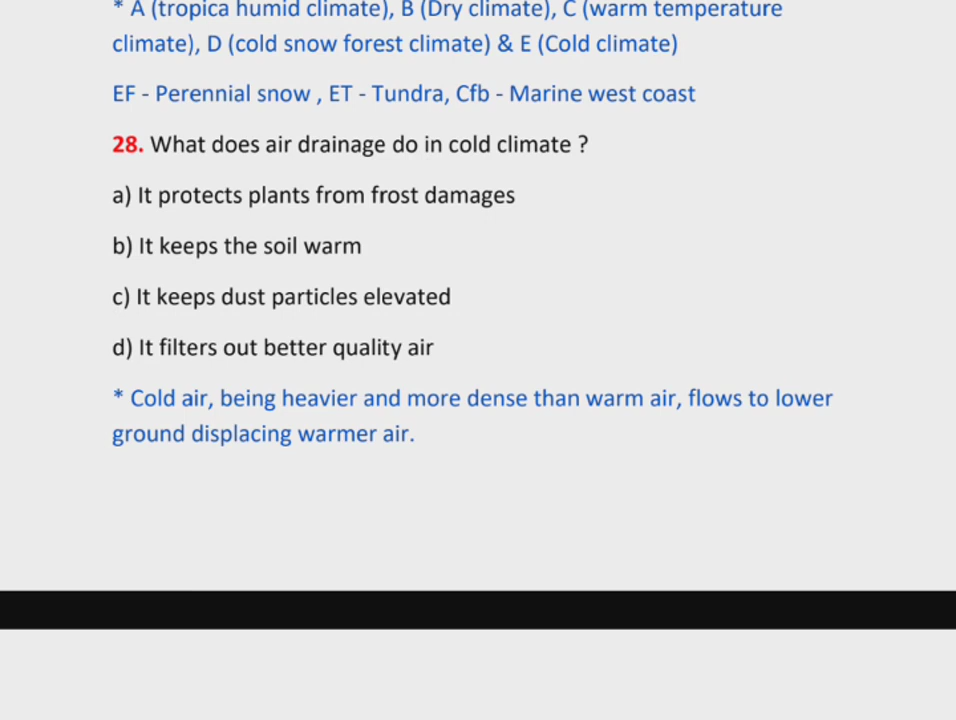 * A (tropica humid climate), B (Dry climate), C (warm temperature
climate), D (cold snow forest climate) & E (Cold climate)
EF - Perennial snow , ET - Tundra, Cfb - Marine west coast
28. What does air drainage do in cold climate ?
a) It protects plants from frost damages
b) It keeps the soil warm
c) It keeps dust particles elevated
d) It filters out better quality air
* Cold air, being heavier and more dense than warm air, flows to lower
ground displacing warmer air.